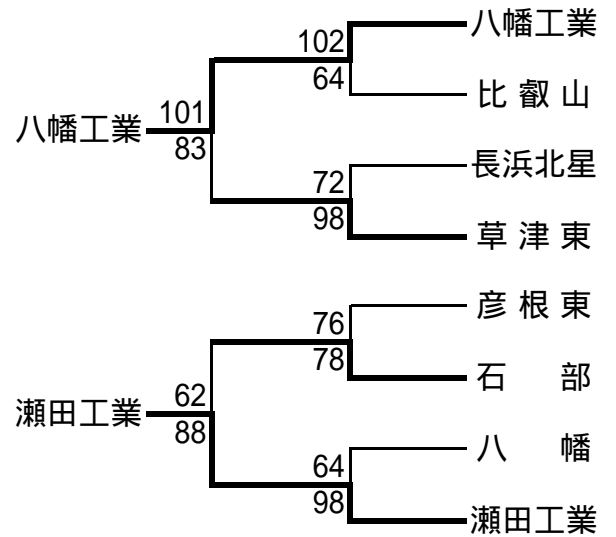 八幡工業
102
64
比叡山
101
八幡工業
83
長浜北星
72
98
草津東
彦根東
76
78
石部
62
瀬田工業
88
八幡
64
98
瀬田工業